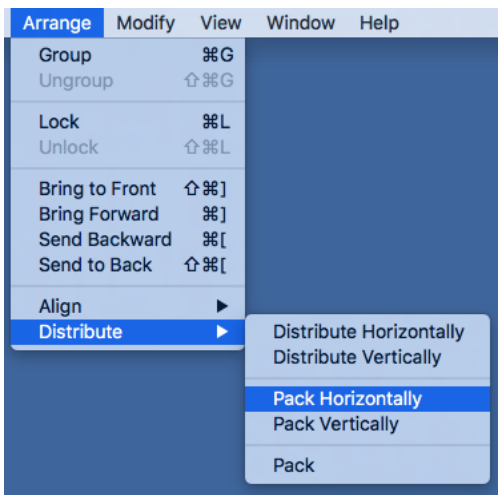 Arrange Modify View Window Help
Group ⌘G
Ungroup ⇧⌘G
Lock ⌘L
Unlock ⇧⌘L
Bring to Front ⇧⌘]
Bring Forward ⌘]
Send Backward ⌘[
Send to Back ⇧⌘[
Align ▶
Distribute ▶
Distribute Horizontally
Distribute Vertically
Pack Horizontally
Pack Vertically
Pack